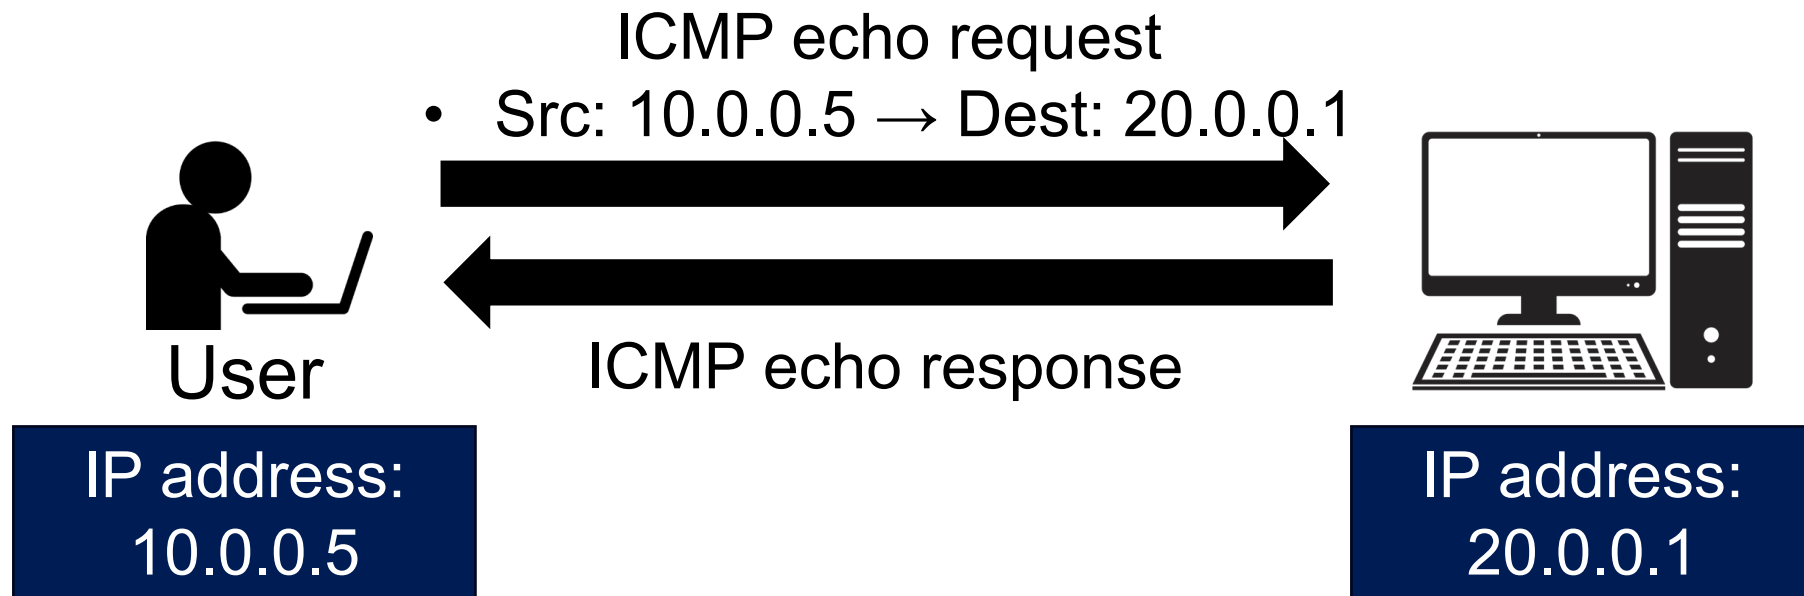 ICMP echo request
• Src: 10.0.0.5 → Dest: 20.0.0.1
ICMP echo response
User
IP address:
10.0.0.5
IP address:
20.0.0.1